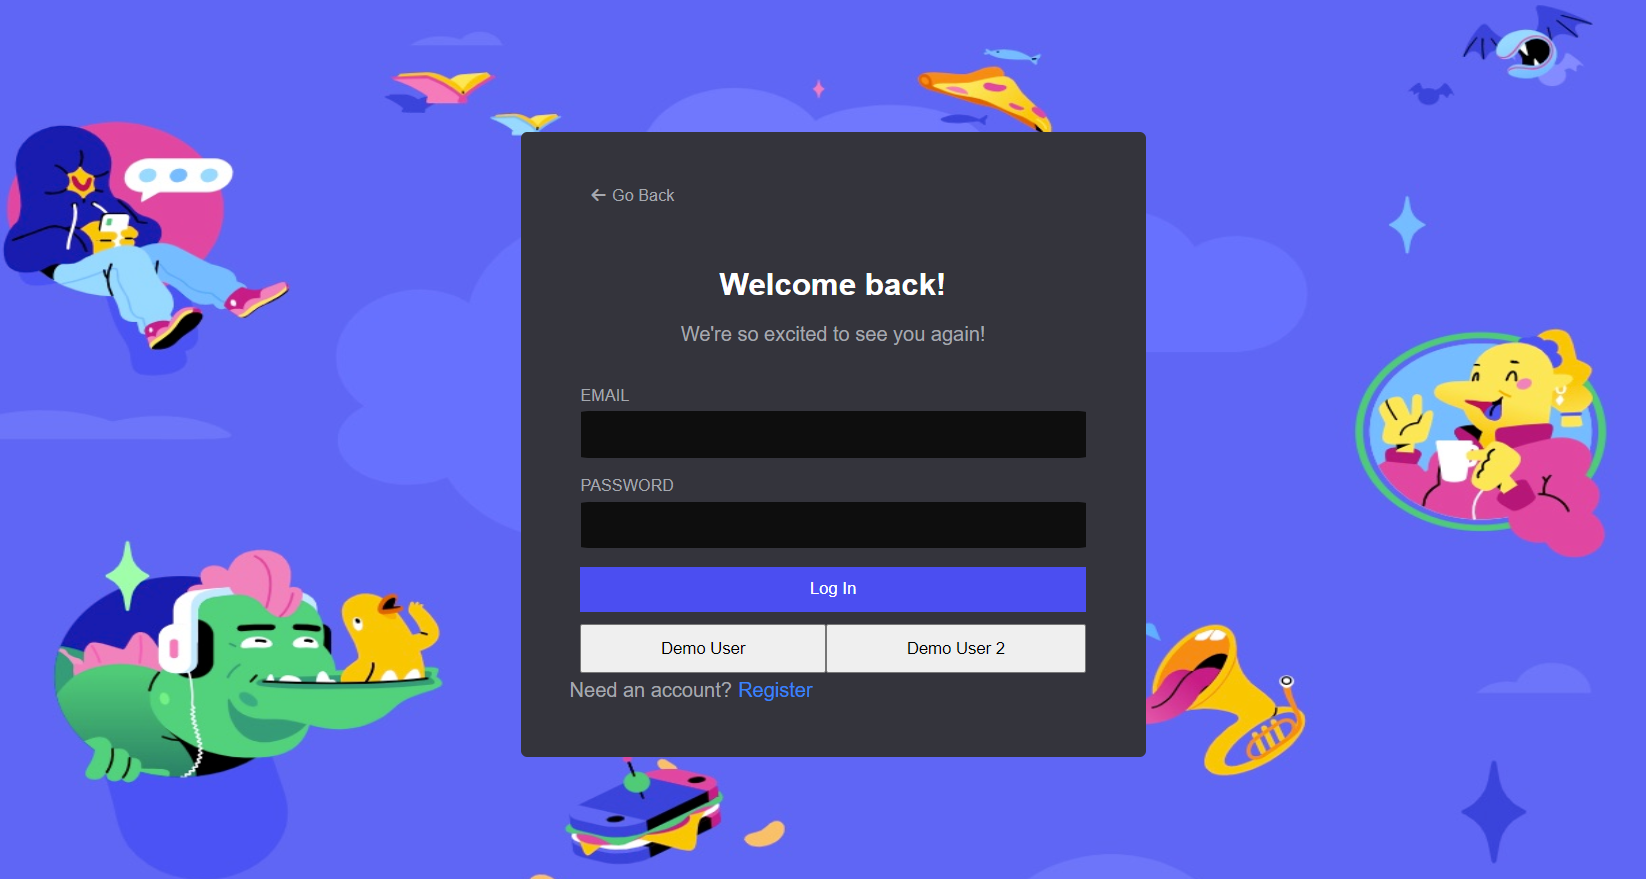 Go Back
Welcome back!
We're so excited to see you again!
EMAIL
PASSWORD
Log In
Demo User Demo User 2
Need an account? Register